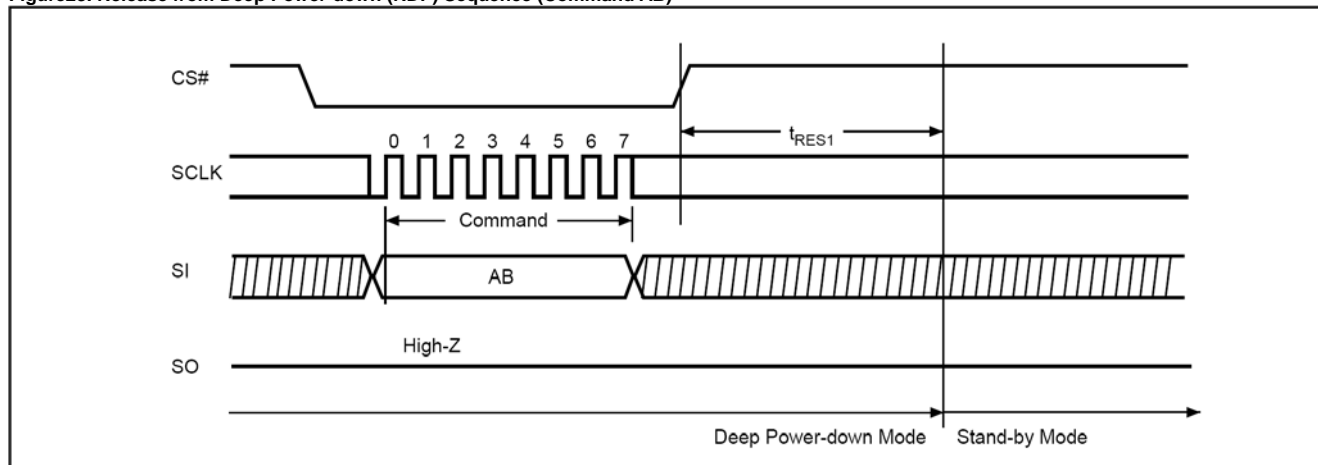 CS#
tRES1
0 1 2 3 4 5 6 7
SCLK
Command
SI
AB
High-Z
SO
Deep Power-down Mode Stand-by Mode